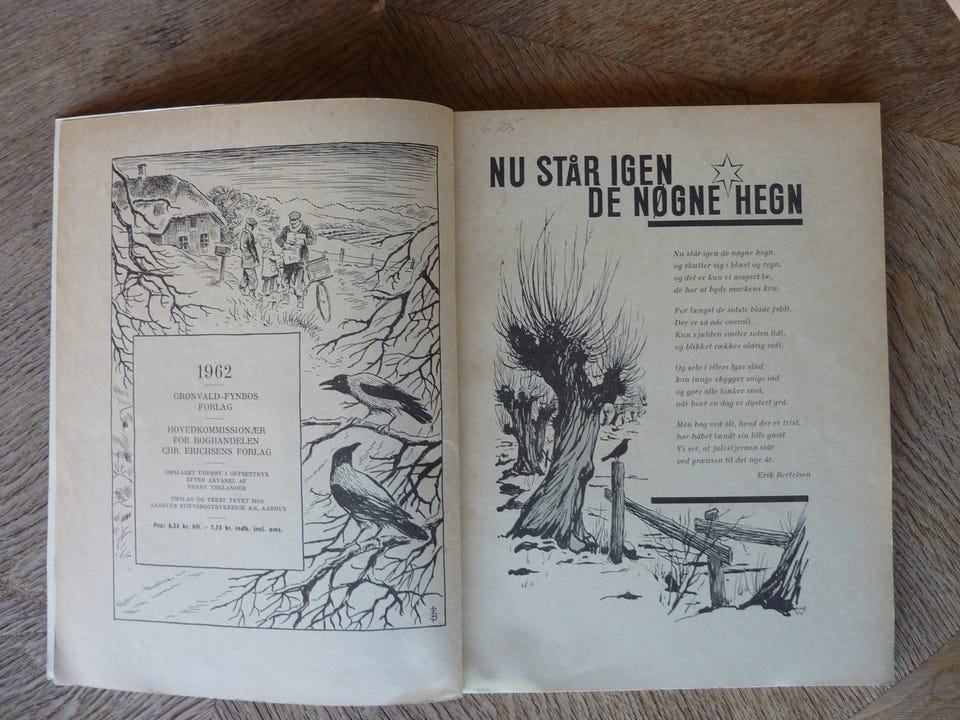 1962
GRØNVALD-FYNBOS
FORLAG
HOVEDKOMMISSIONÆR
FOR BOGHANDELEN
CHR. ERICHSENS FORLAG
OMSLAGET UDFØRT I OFFSETTRYK
EFTER AKVAREL AF
HENRY THELANDER
OMSLAG OG TEKST TRYKT HOS
AARHUUS STIFTSBOGTRYKKERIE A/S, AARHUS
Pris: 6,25 kr. hft. – 7,75 kr. indb. incl. oms.
6.25
NU STÅR IGEN
DE NØGNE HEGN
Nu står igen de nøgne hegn
og skutter sig i blæst og regn,
og det er kun et magert læ,
de har at byde markens kræ.
For længst de sidste blade faldt.
Der er så øde overalt.
Kun sjælden smiler solen lidt,
og blikket rækker aldrig vidt.
Og selv i ellers lyse sind
kan tunge skygger snige ind
og gøre alle tanker små,
når hver en dag er dystert grå.
Men bag ved alt, hvad der er trist,
har håbet tændt sin lille gnist.
Vi ser, at julestjernen står
ved grænsen til det nye år.
Erik Bertelsen